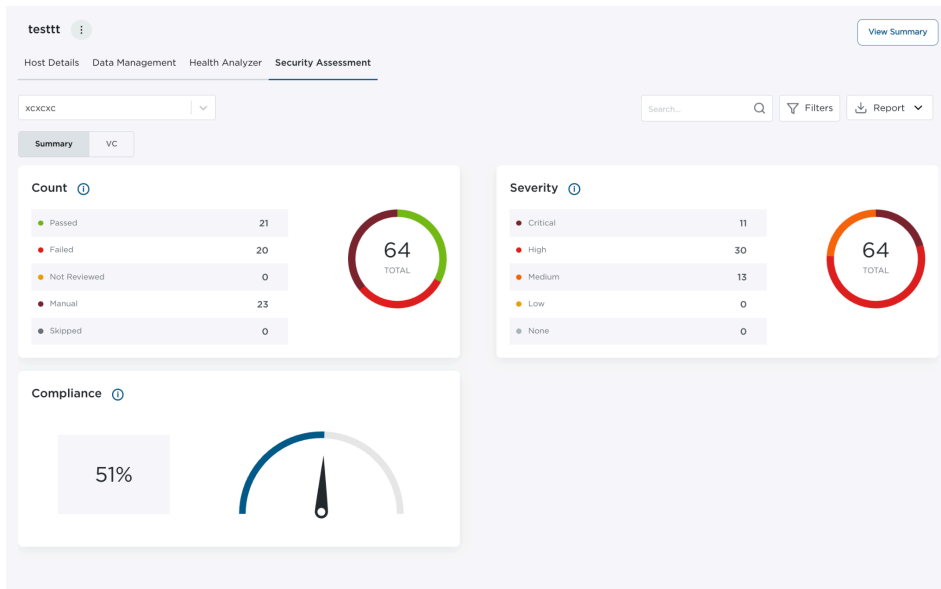 testtt
View Summary
Host Details Data Management Health Analyzer Security Assessment
xcxcxc
Search...
Filters
Report
Summary
VC
Count
Passed 21
Failed 20
Not Reviewed 0
Manual 23
Skipped 0
64
TOTAL
Severity
Critical 11
High 30
Medium 13
Low 0
None 0
64
TOTAL
Compliance
51%